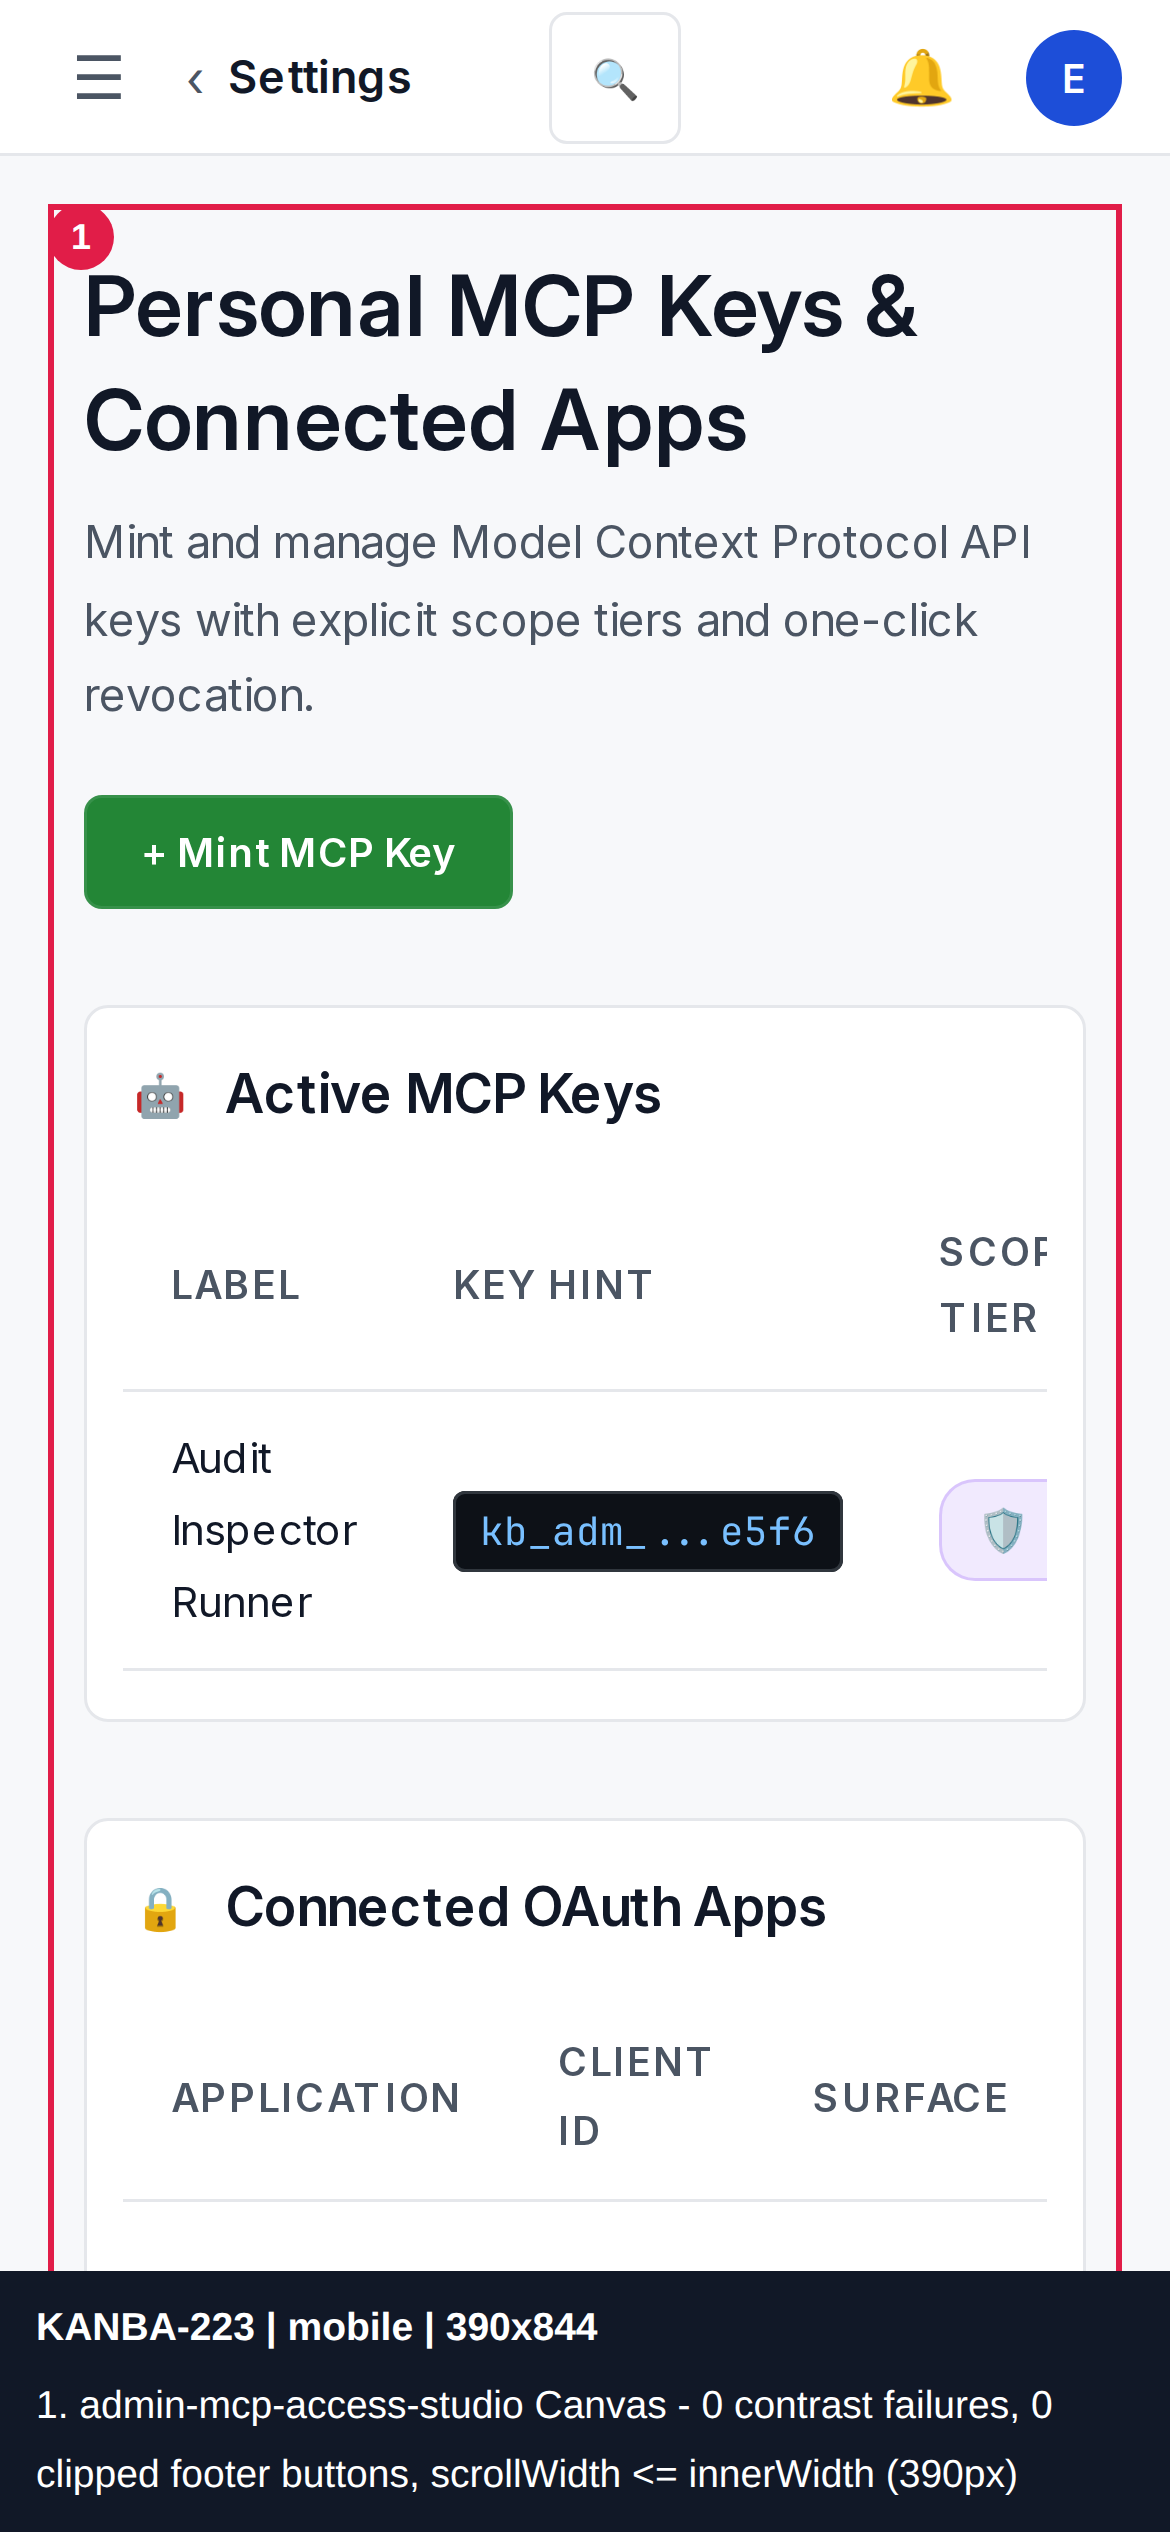 ‹ Settings
E
1
Personal MCP Keys &
Connected Apps
Mint and manage Model Context Protocol API
keys with explicit scope tiers and one-click
revocation.
+ Mint MCP Key
Active MCP Keys
LABEL
KEY HINT
SCOP
TIER
Audit
Inspector
Runner
kb_adm_...e5f6
Connected OAuth Apps
APPLICATION
CLIENT
ID
SURFACE
KANBA-223 | mobile | 390x844
1. admin-mcp-access-studio Canvas - 0 contrast failures, 0
clipped footer buttons, scrollWidth <= innerWidth (390px)